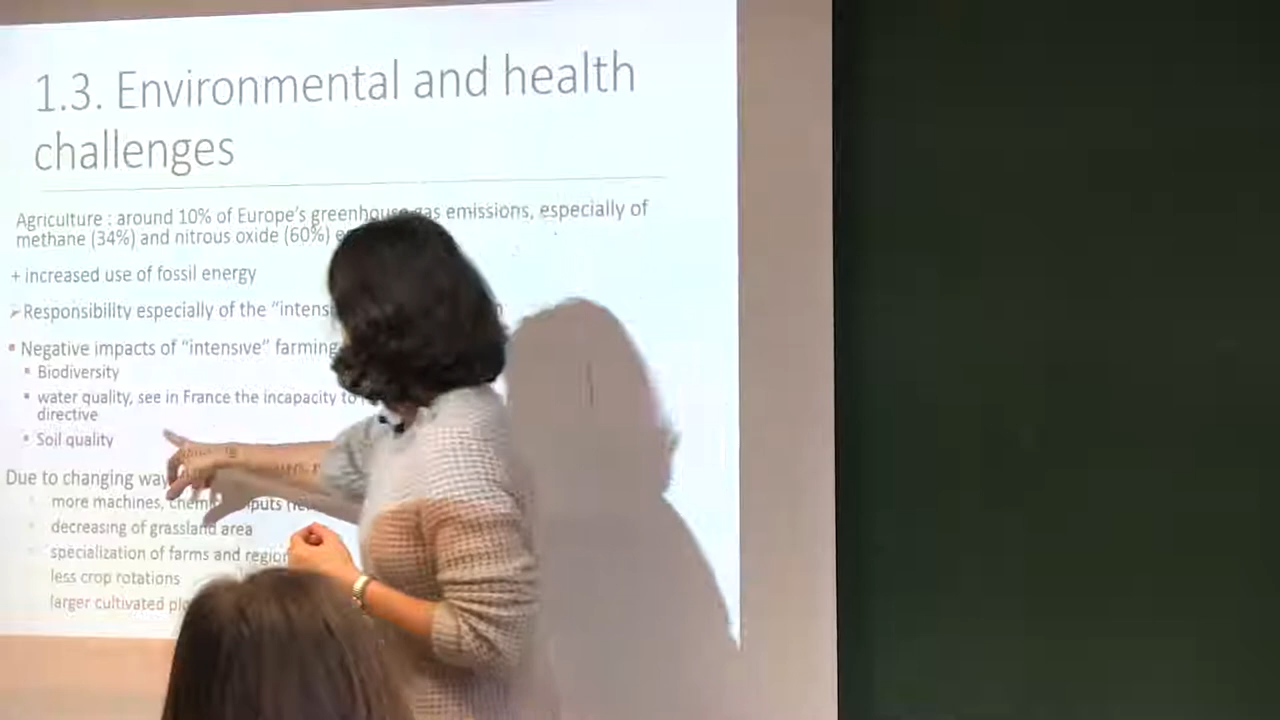 1.3. Environmental and health
challenges
Agriculture : around 10% of Europe's greenhouse gas emissions, especially of
methane (34%) and nitrous oxide (60%)
+ increased use of fossil energy
➢ Responsibility especially of the "intens
▪ Negative impacts of "intensive" farming
▪ Biodiversity
▪ water quality, see in France the incapacity to
directive
▪ Soil quality
Due to changing
more machines,
decreasing of grassland area
specialization of farms and region
less crop rotations
larger cultivated